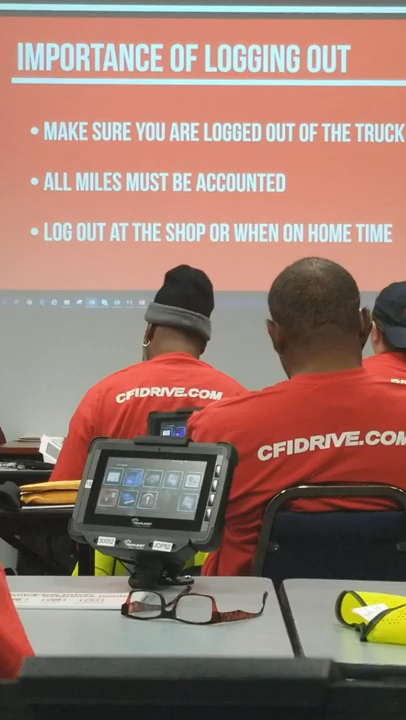 IMPORTANCE OF LOGGING OUT
• MAKE SURE YOU ARE LOGGED OUT OF THE TRUCK
• ALL MILES MUST BE ACCOUNTED
• LOG OUT AT THE SHOP OR WHEN ON HOME TIME
CFIDRIVE.COM
CFIDRIVE.COM